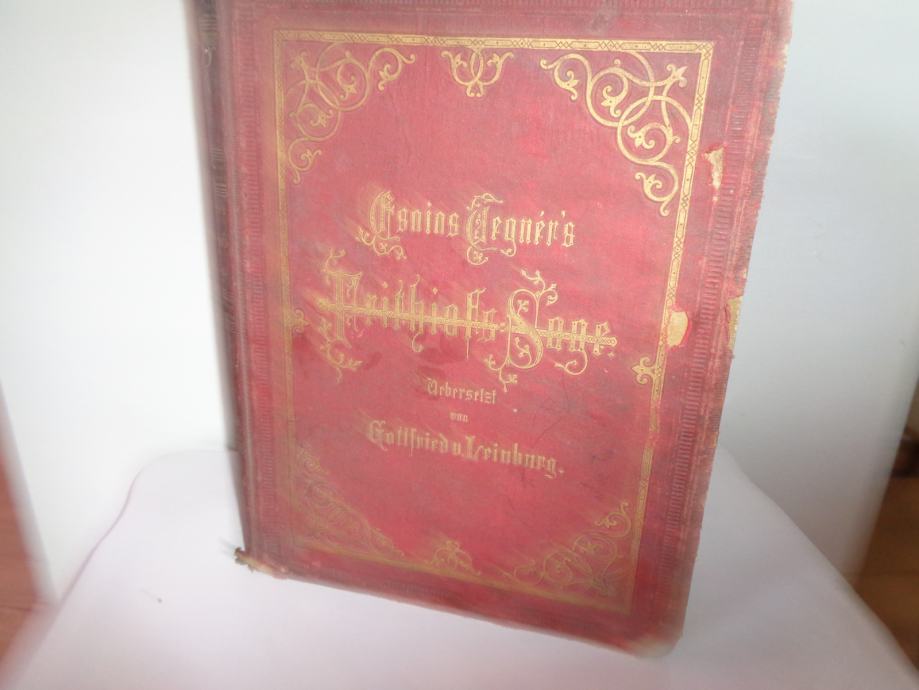 Esaias Tegnér's
Frithiofs-Sage.
Uebersetzt
von
Gottfried v. Leinburg.